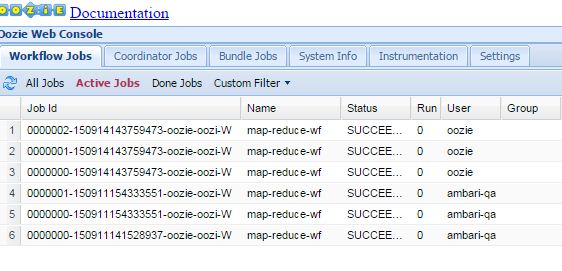 OOZIE Documentation
Oozie Web Console
Workflow Jobs Coordinator Jobs Bundle Jobs System Info Instrumentation Settings
All Jobs Active Jobs Done Jobs Custom Filter
Job Id Name Status Run User Group
1 0000002-150914143759473-oozie-oozi-W map-reduce-wf SUCCEE... 0 oozie
2 0000001-150914143759473-oozie-oozi-W map-reduce-wf SUCCEE... 0 oozie
3 0000000-150914143759473-oozie-oozi-W map-reduce-wf SUCCEE... 0 oozie
4 0000001-150911154333551-oozie-oozi-W map-reduce-wf SUCCEE... 0 ambari-qa
5 0000000-150911154333551-oozie-oozi-W map-reduce-wf SUCCEE... 0 ambari-qa
6 0000000-150911141528937-oozie-oozi-W map-reduce-wf SUCCEE... 0 ambari-qa